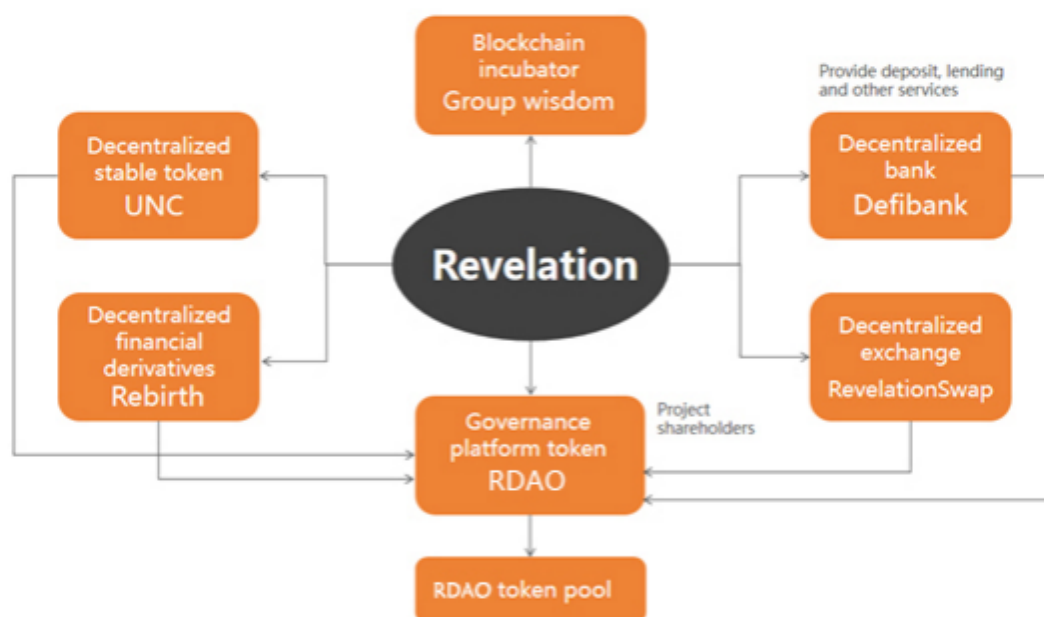 Blockchain
incubator
Group wisdom
Provide deposit, lending
and other services
Decentralized
stable token
UNC
Decentralized
bank
Defibank
Revelation
Decentralized
financial
derivatives
Rebirth
Decentralized
exchange
RevelationSwap
Governance
platform token
RDAO
Project
shareholders
RDAO token pool